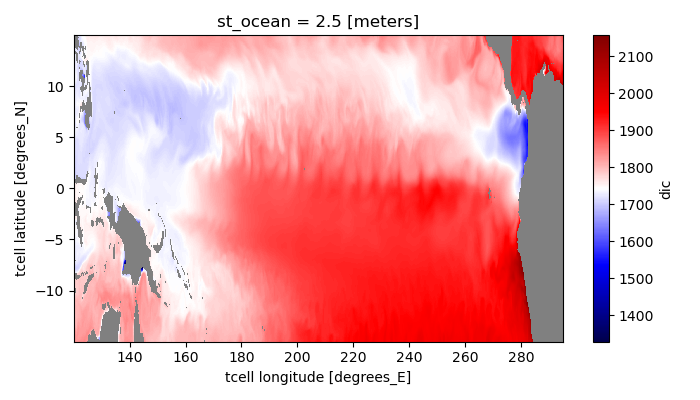 st_ocean = 2.5 [meters]
10
5
0
−5
−10
tcell latitude [degrees_N]
140 160 180 200 220 240 260 280
tcell longitude [degrees_E]
2100
2000
1900
1800
1700
1600
1500
1400
dic